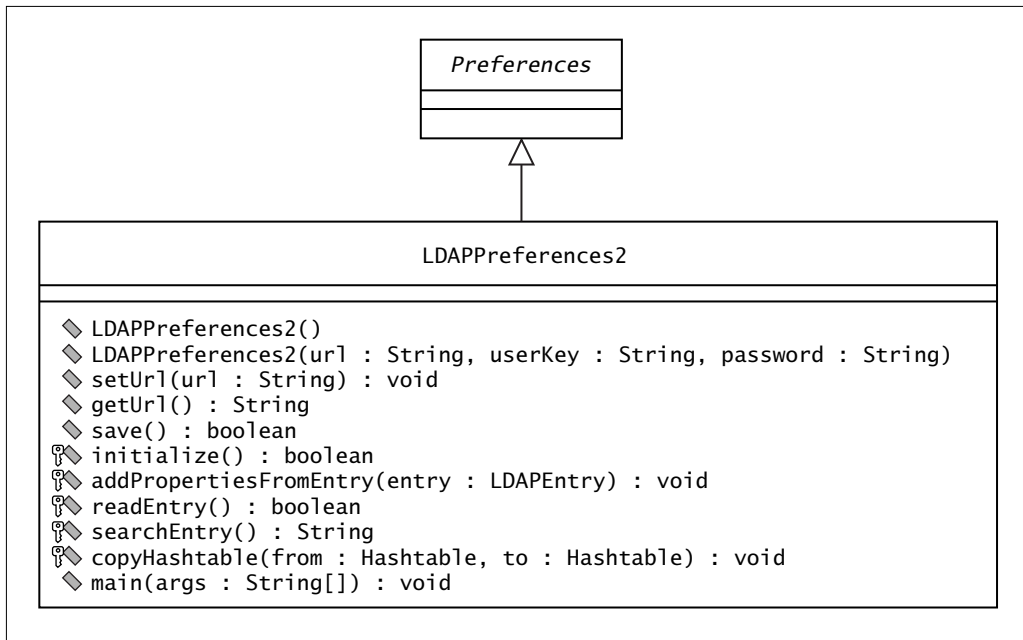 Preferences
LDAPPreferences2
LDAPPreferences2()
LDAPPreferences2(url : String, userKey : String, password : String)
setUrl(url : String) : void
getUrl() : String
save() : boolean
initialize() : boolean
addPropertiesFromEntry(entry : LDAPEntry) : void
readEntry() : boolean
searchEntry() : String
copyHashtable(from : Hashtable, to : Hashtable) : void
main(args : String[]) : void